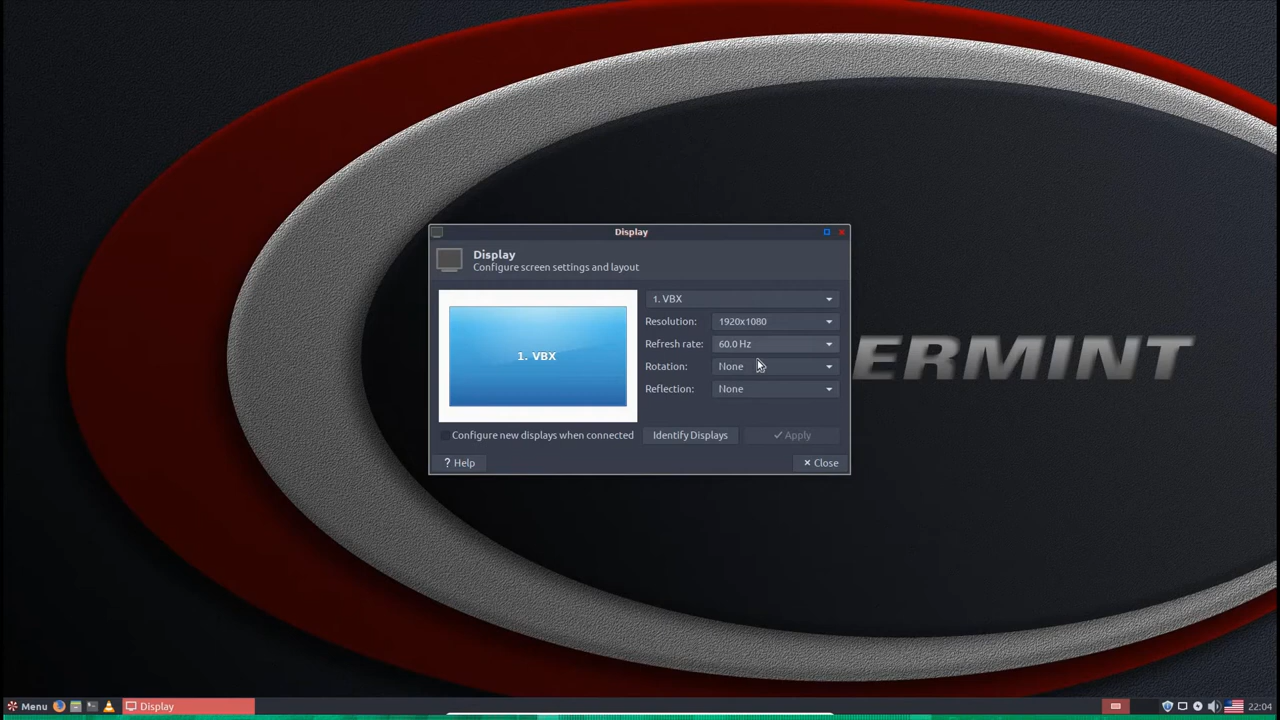 Display
Display
Configure screen settings and layout
1. VBX
1. VBX
Resolution: 1920x1080
Refresh rate: 60.0 Hz
Rotation: None
Reflection: None
Configure new displays when connected Identify Displays Apply
? Help Close
ERMINT
Menu Display 22:04